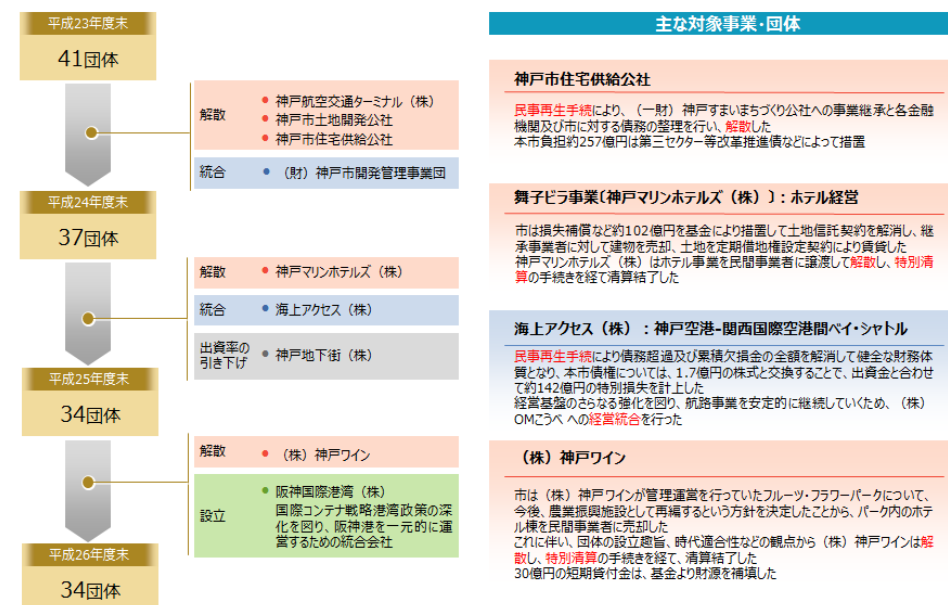 平成23年度末
41団体
解散
● 神戸航空交通ターミナル（株）
● 神戸市土地開発公社
● 神戸市住宅供給公社
統合
● （財）神戸市開発管理事業団
平成24年度末
37団体
解散
● 神戸マリンホテルズ（株）
統合
● 海上アクセス（株）
出資率の
引き下げ
● 神戸地下街（株）
平成25年度末
34団体
解散
● （株）神戸ワイン
設立
● 阪神国際港湾（株）
国際コンテナ戦略港湾政策の深
化を図り、阪神港を一元的に運
営するための統合会社
平成26年度末
34団体
主な対象事業・団体
神戸市住宅供給公社
民事再生手続により、（一財）神戸すまいまちづくり公社への事業継承と各金融
機関及び市に対する債務の整理を行い、解散した
本市負担約257億円は第三セクター等改革推進債などによって措置
舞子ビラ事業〔神戸マリンホテルズ（株）〕：ホテル経営
市は損失補償など約102億円を基金により措置して土地信託契約を解消し、継
承事業者に対して建物を売却、土地を定期借地権設定契約により賃貸した
神戸マリンホテルズ（株）はホテル事業を民間事業者に譲渡して解散し、特別清
算の手続きを経て清算結了した
海上アクセス（株）：神戸空港-関西国際空港間ベイ・シャトル
民事再生手続により債務超過及び累積欠損金の全額を解消して健全な財務体
質となり、本市債権については、1.7億円の株式と交換することで、出資金と合わせ
て約142億円の特別損失を計上した
経営基盤のさらなる強化を図り、航路事業を安定的に継続していくため、（株）
OMこうべ への経営統合を行った
（株）神戸ワイン
市は（株）神戸ワインが管理運営を行っていたフルーツ・フラワーパークについて、
今後、農業振興施設として再編するという方針を決定したことから、パーク内のホテ
ル棟を民間事業者に売却した
これに伴い、団体の設立趣旨、時代適合性などの観点から（株）神戸ワインは解
散し、特別清算の手続きを経て、清算結了した
30億円の短期貸付金は、基金より財源を補填した